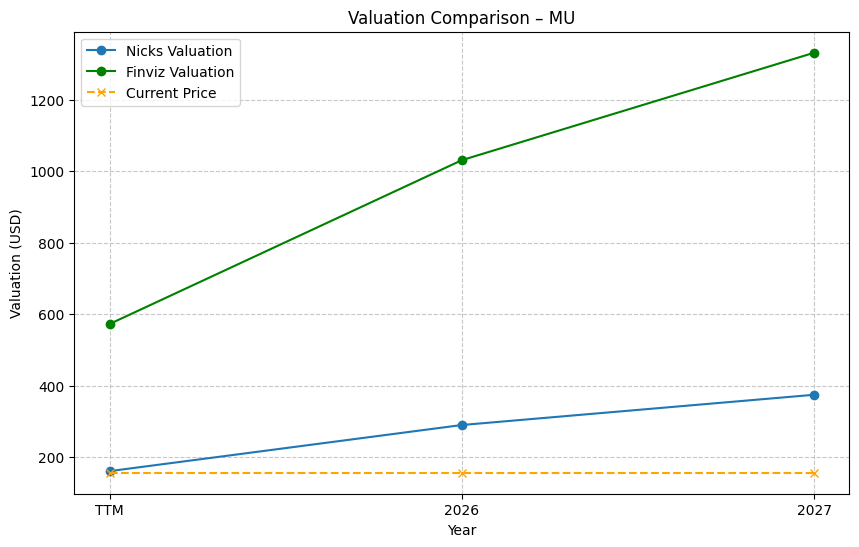 Valuation Comparison – MU
Nicks Valuation
Finviz Valuation
Current Price
Valuation (USD)
1200
1000
800
600
400
200
TTM
2026
2027
Year